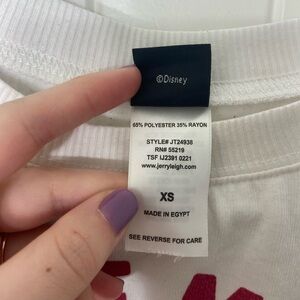 ©Disney
65% POLYESTER 35% RAYON
STYLE# JT24938
RN# 55219
TSF IJ2391 0221
www.jerryleigh.com
XS
MADE IN EGYPT
SEE REVERSE FOR CARE